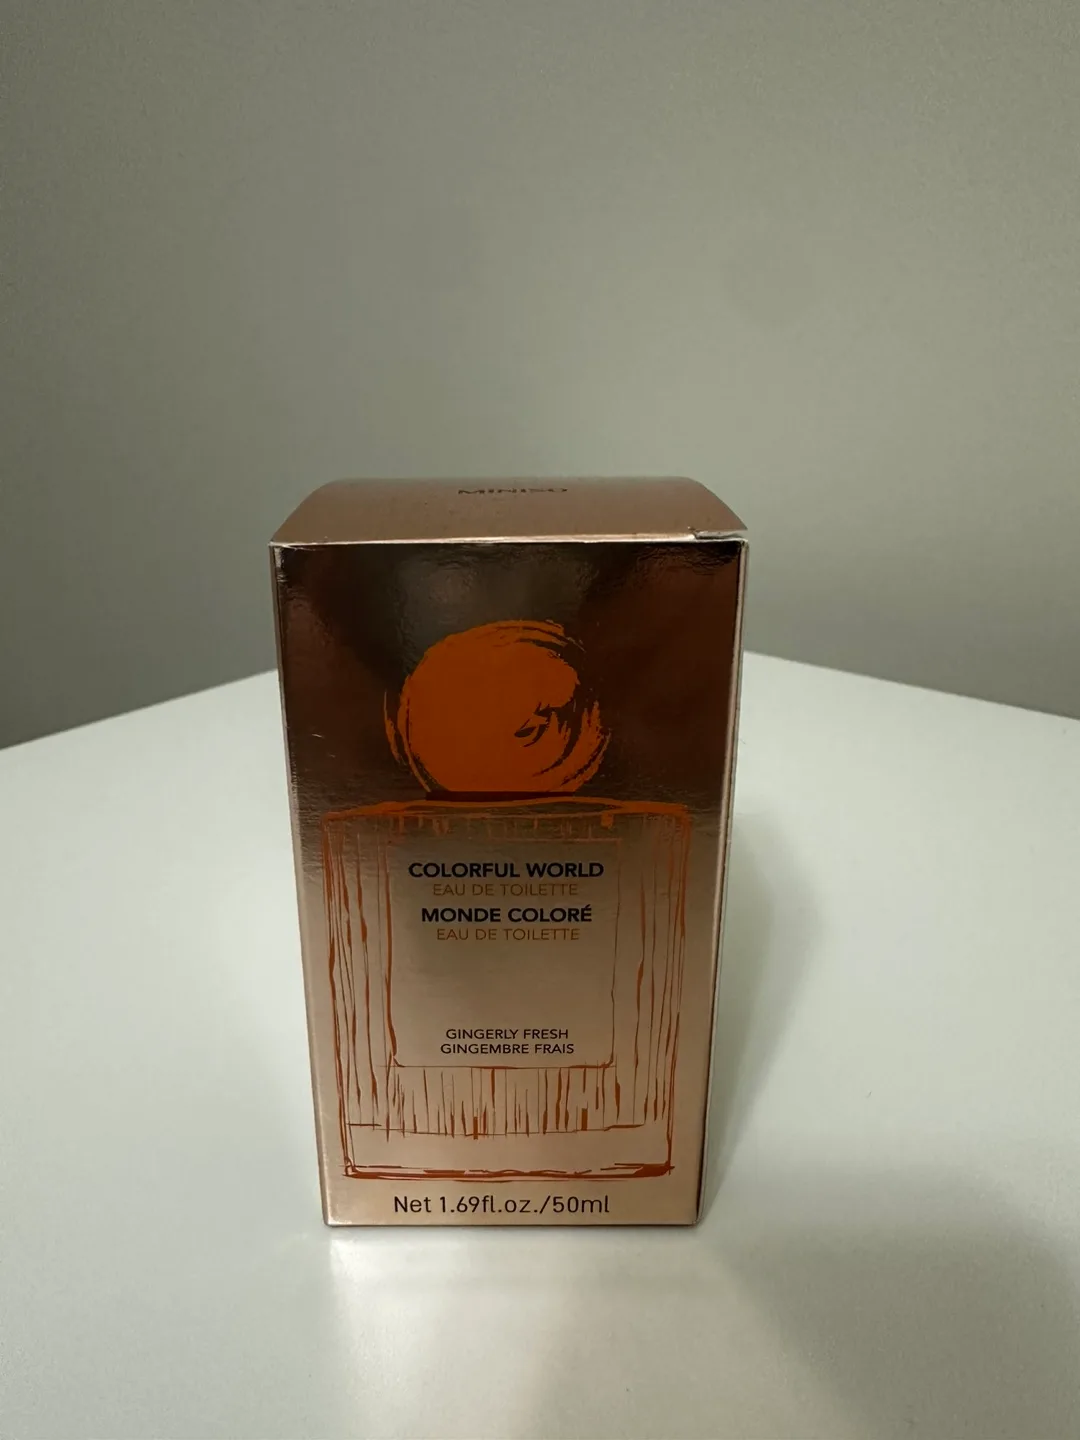 MINISO
COLORFUL WORLD
EAU DE TOILETTE
MONDE COLORÉ
EAU DE TOILETTE
GINGERLY FRESH
GINGEMBRE FRAIS
Net 1.69fl.oz./50ml